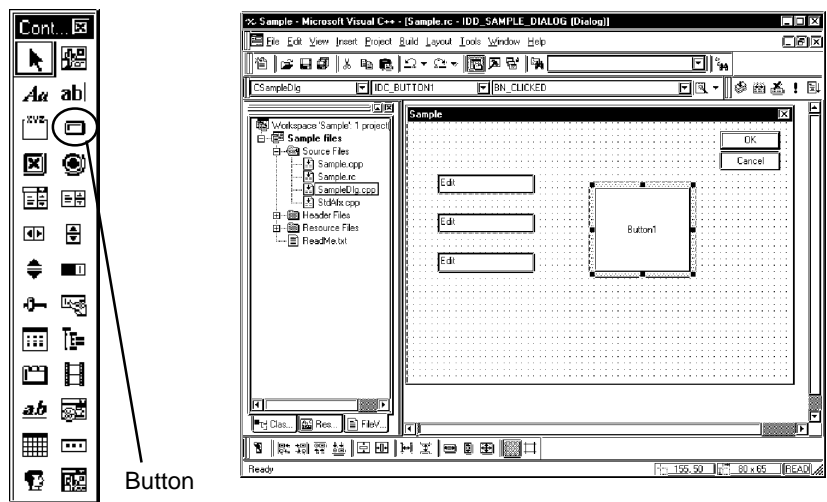 Cont...
Aa
ab|
XYZ
ab
Button
Sample - Microsoft Visual C++ - [Sample.rc - IDD_SAMPLE_DIALOG (Dialog)]
File Edit View Insert Project Build Layout Tools Window Help
CSampleDlg IDC_BUTTON1 BN_CLICKED
Workspace 'Sample': 1 project
Sample files
Source Files
Sample.cpp
Sample.rc
SampleDlg.cpp
StdAfx.cpp
Header Files
Resource Files
ReadMe.txt
Clas... Res... FileV...
Sample
OK
Cancel
Edit
Edit
Edit
Button1
Ready 155, 50 80 x 65 READ